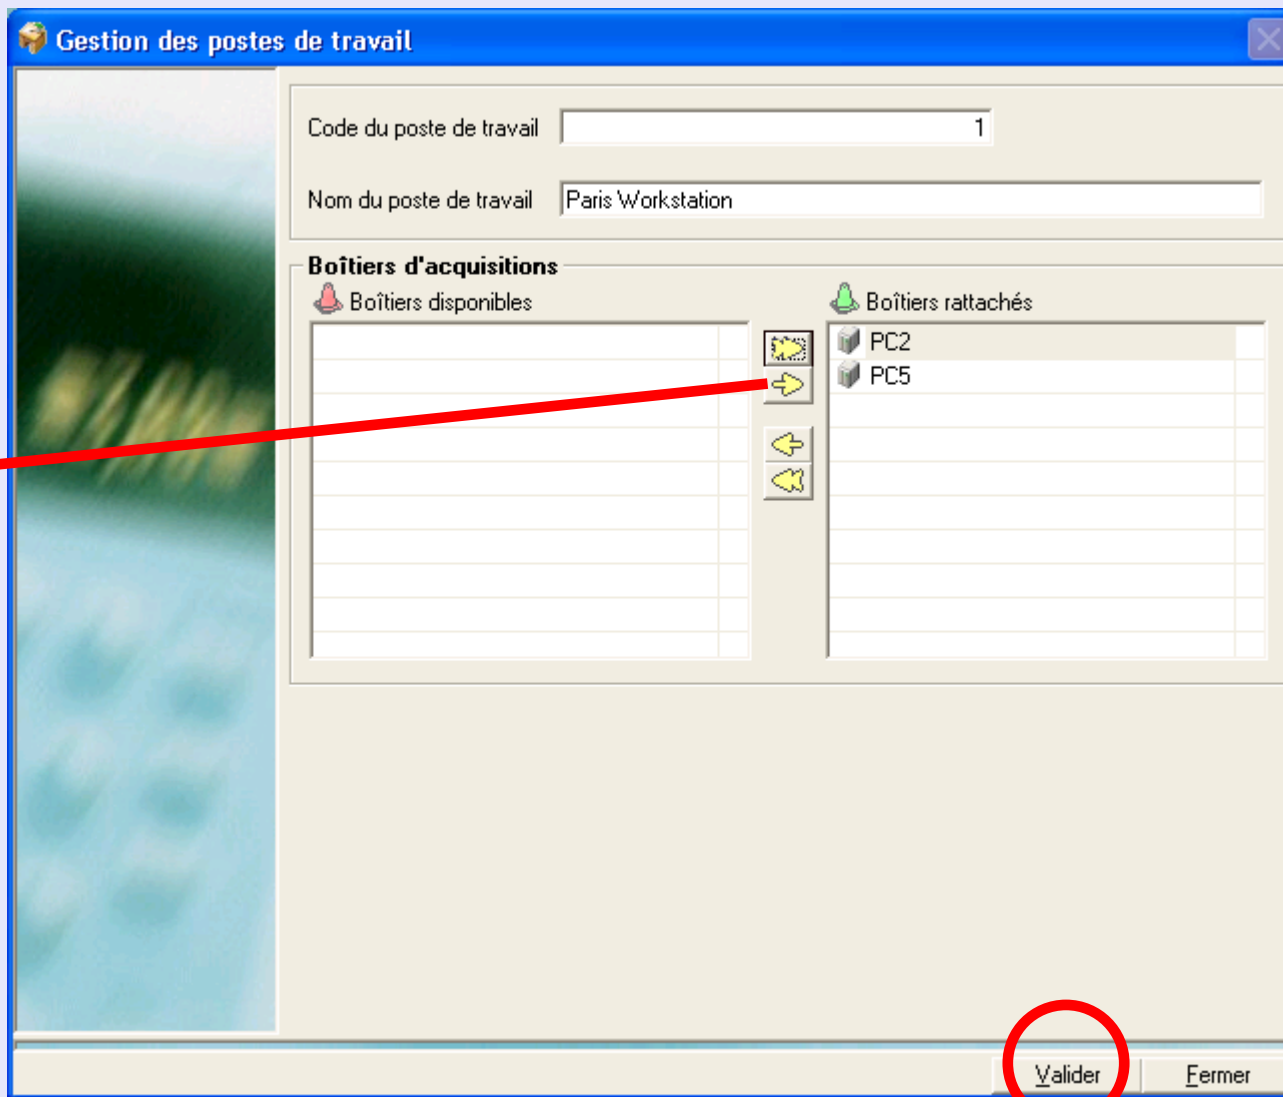 Gestion des postes de travail
Code du poste de travail 1
Nom du poste de travail Paris Workstation
Boîtiers d'acquisitions
Boîtiers disponibles Boîtiers rattachés
PC2
PC5
Valider Fermer